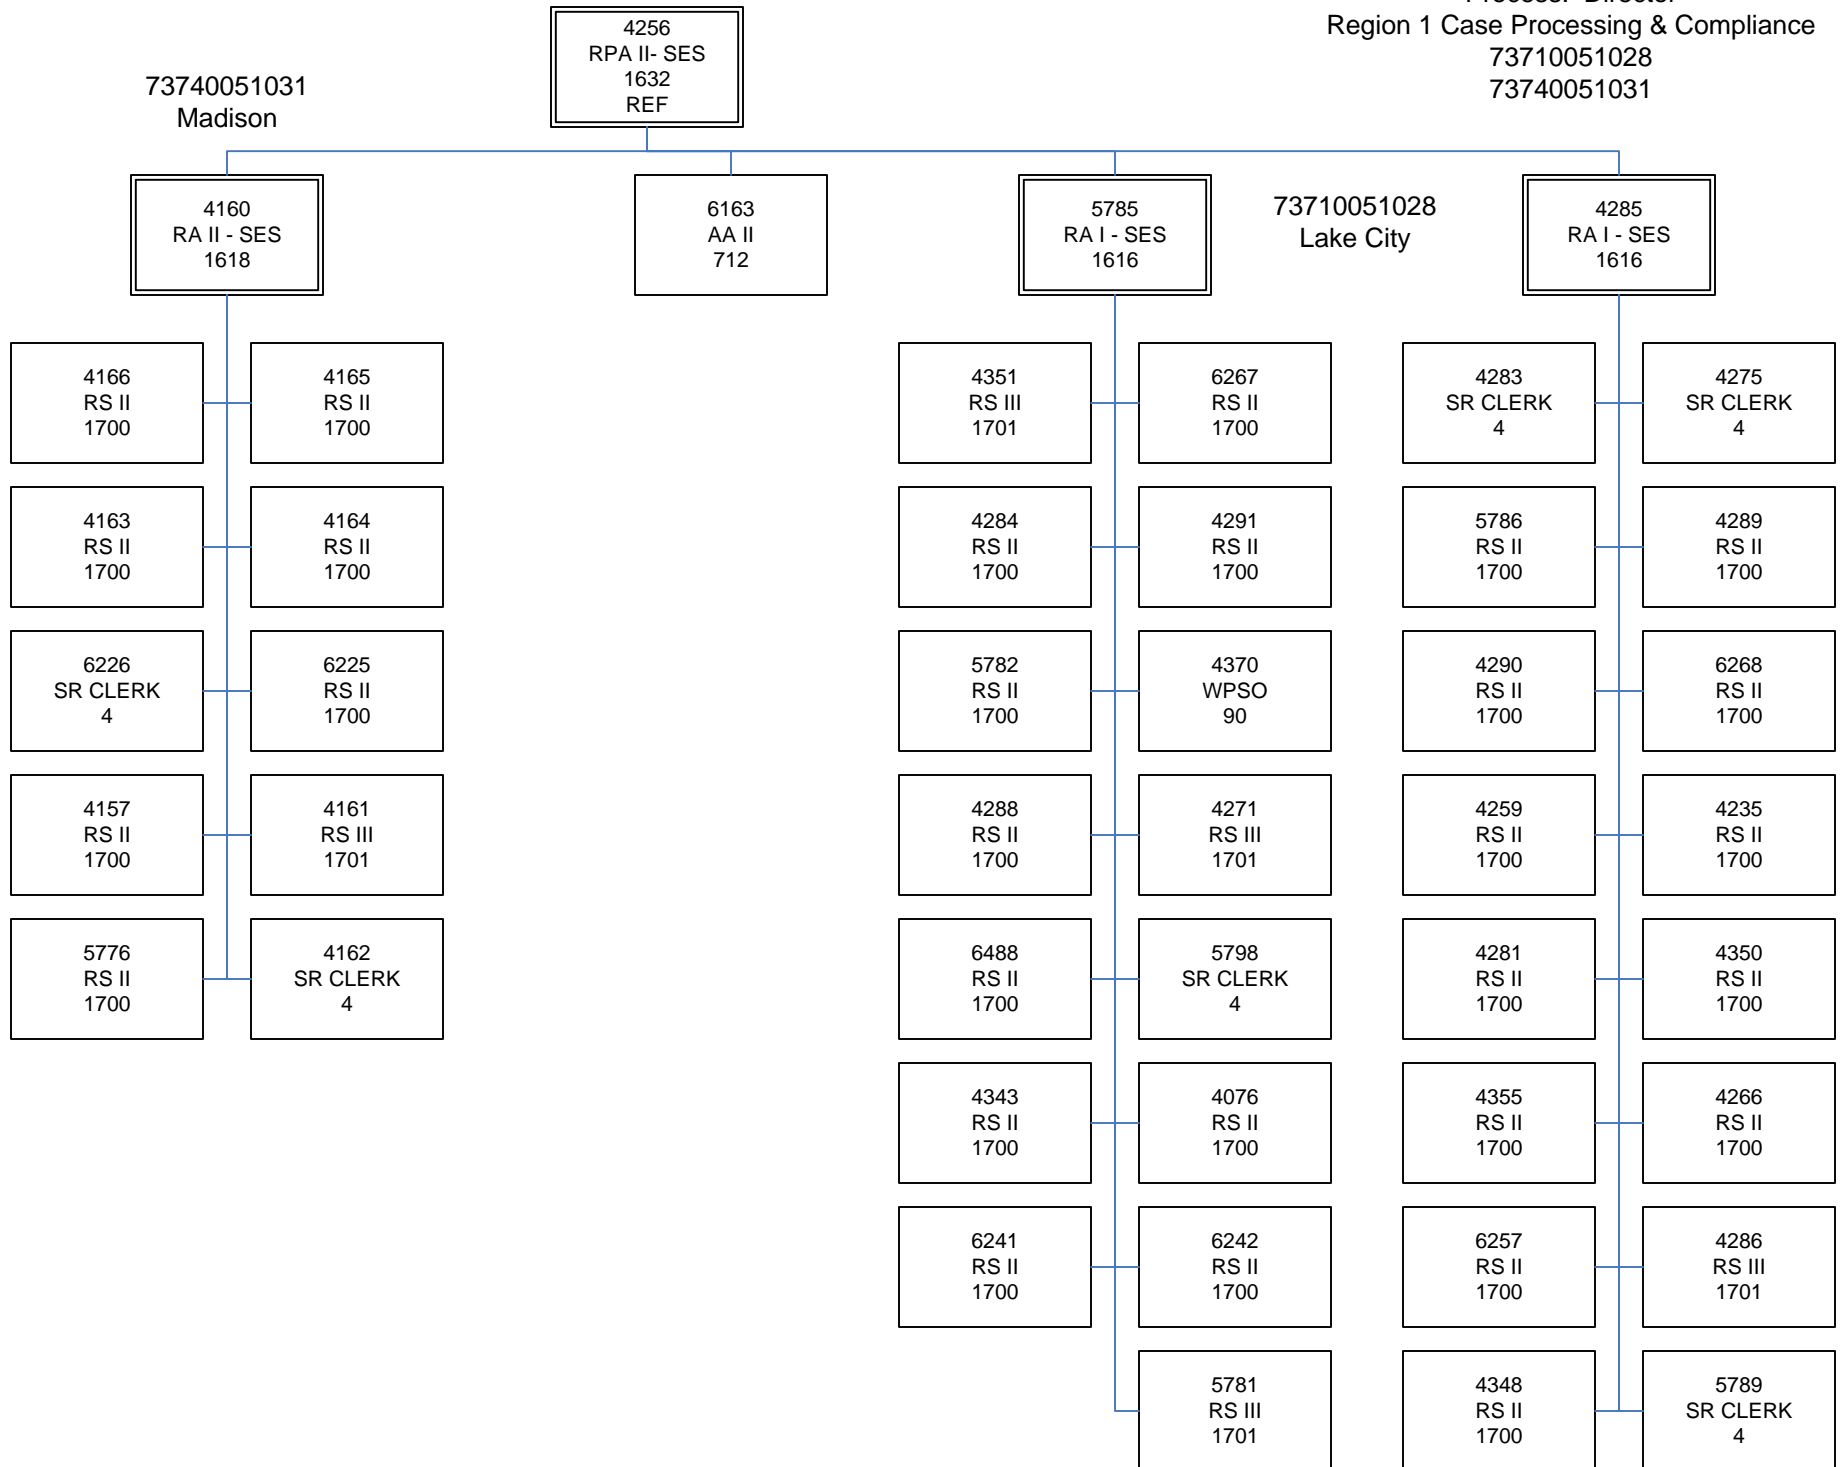 Process: Director
Region 1 Case Processing & Compliance
73710051028
73740051031
4256
RPA II- SES
1632
REF
73740051031
Madison
4160
RA II - SES
1618
6163
AA II
712
5785
RA I - SES
1616
73710051028
Lake City
4285
RA I - SES
1616
4166
RS II
1700
4165
RS II
1700
4351
RS III
1701
6267
RS II
1700
4283
SR CLERK
4
4275
SR CLERK
4
4163
RS II
1700
4164
RS II
1700
4284
RS II
1700
4291
RS II
1700
5786
RS II
1700
4289
RS II
1700
6226
SR CLERK
4
6225
RS II
1700
5782
RS II
1700
4370
WPSO
90
4290
RS II
1700
6268
RS II
1700
4157
RS II
1700
4161
RS III
1701
4288
RS II
1700
4271
RS III
1701
4259
RS II
1700
4235
RS II
1700
5776
RS II
1700
4162
SR CLERK
4
6488
RS II
1700
5798
SR CLERK
4
4281
RS II
1700
4350
RS II
1700
4343
RS II
1700
4076
RS II
1700
4355
RS II
1700
4266
RS II
1700
6241
RS II
1700
6242
RS II
1700
6257
RS II
1700
4286
RS III
1701
5781
RS III
1701
4348
RS II
1700
5789
SR CLERK
4